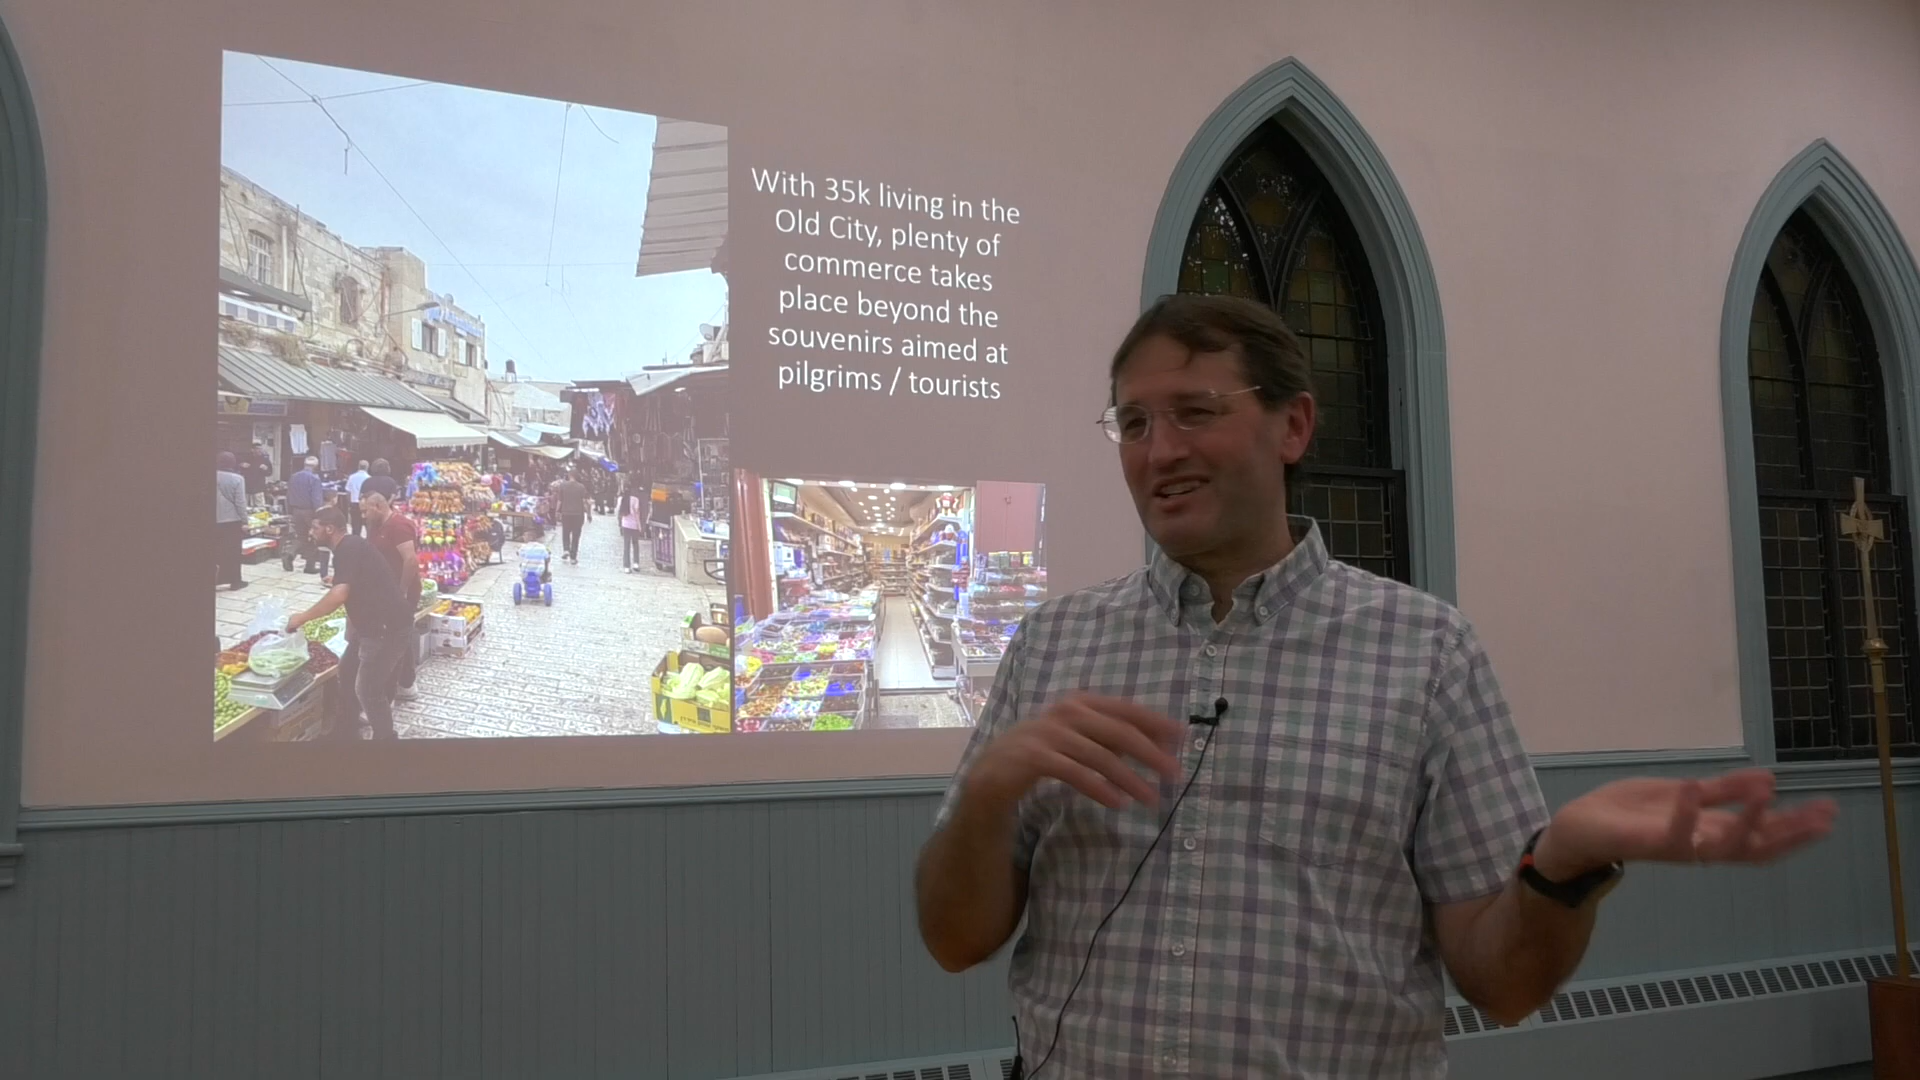 With 35k living in the
Old City, plenty of
commerce takes
place beyond the
souvenirs aimed at
pilgrims / tourists